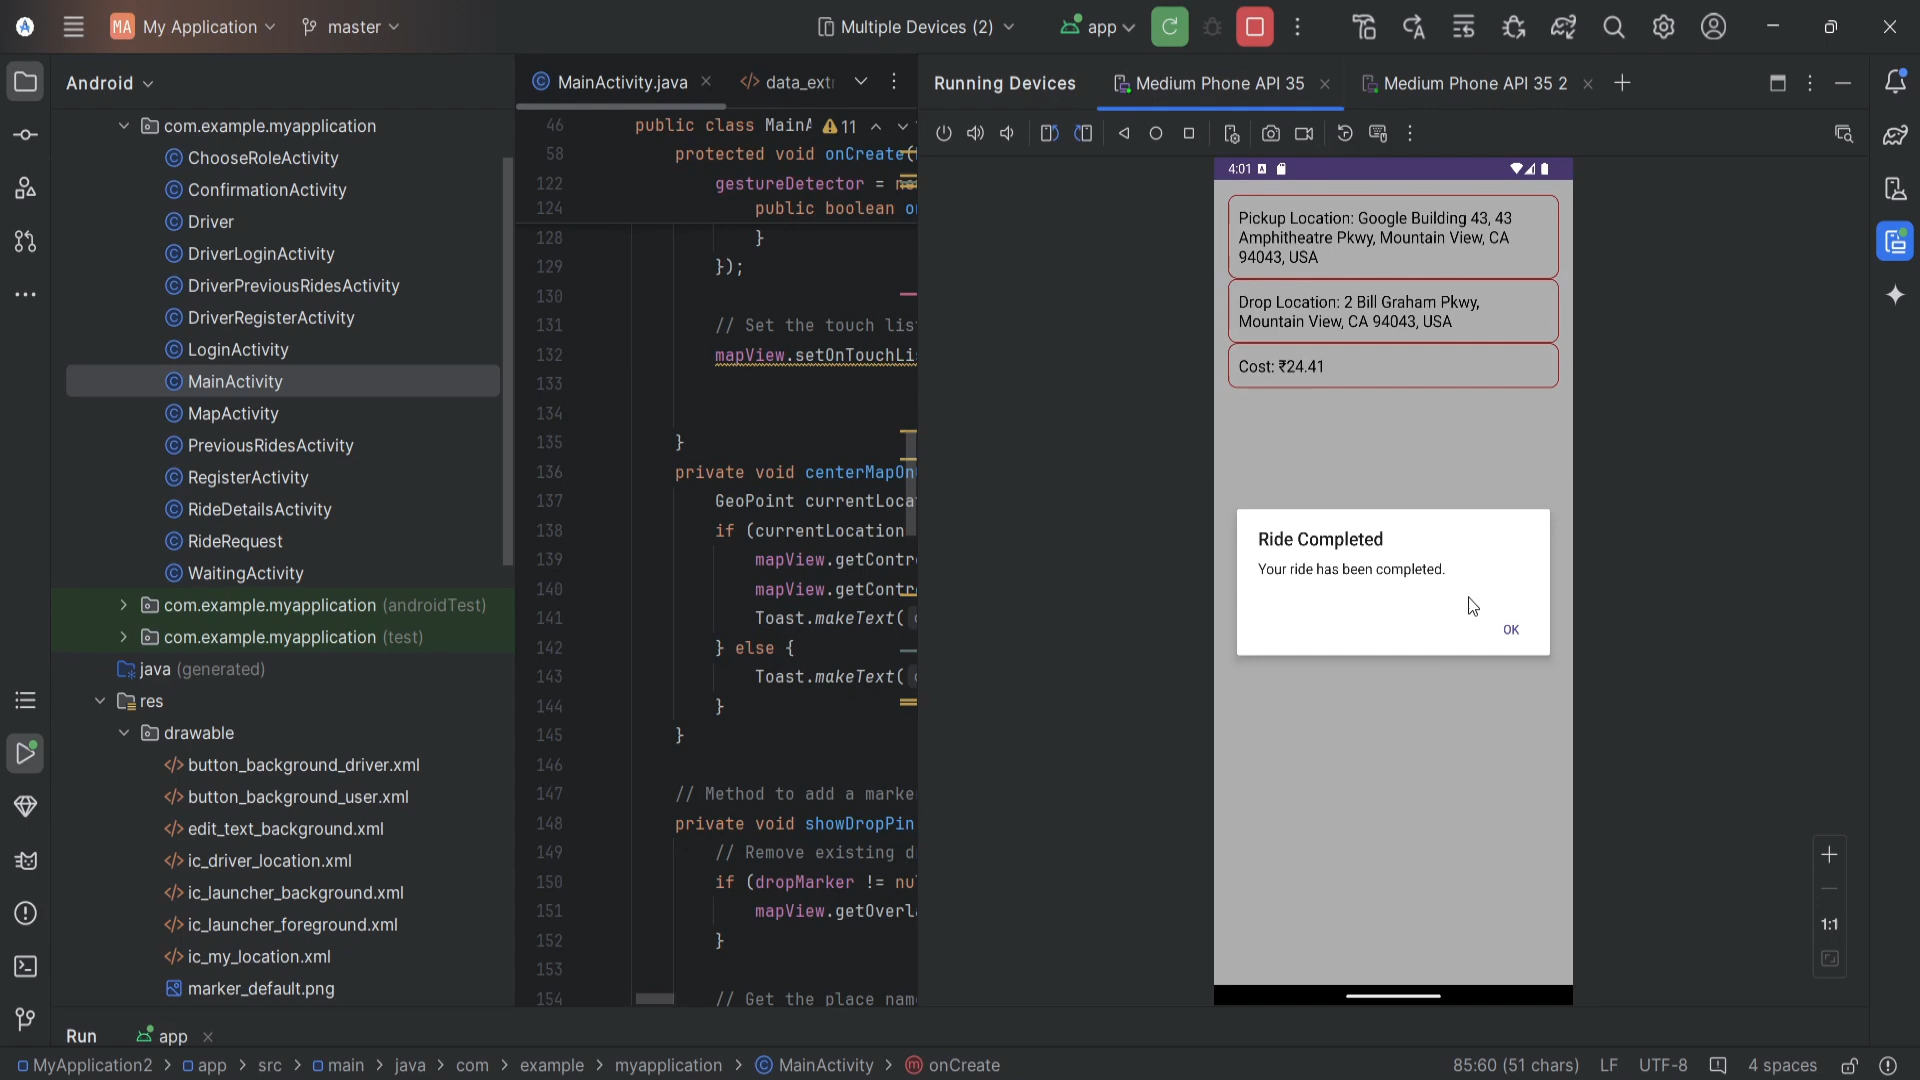 MA My Application
master
Multiple Devices (2)
app
Android
MainActivity.java
data_ext
Running Devices
Medium Phone API 35
Medium Phone API 35 2
com.example.myapplication
ChooseRoleActivity
ConfirmationActivity
Driver
DriverLoginActivity
DriverPreviousRidesActivity
DriverRegisterActivity
LoginActivity
MainActivity
MapActivity
PreviousRidesActivity
RegisterActivity
RideDetailsActivity
RideRequest
WaitingActivity
com.example.myapplication (androidTest)
com.example.myapplication (test)
java (generated)
res
drawable
button_background_driver.xml
button_background_user.xml
edit_text_background.xml
ic_driver_location.xml
ic_launcher_background.xml
ic_launcher_foreground.xml
ic_my_location.xml
marker_default.png
46 public class MainA 11
58 protected void onCreate(
122 gestureDetector =
124 public boolean o
128 }
129 });
130
131 // Set the touch lis
132 mapView.setOnTouchLi
133
134
135 }
136 private void centerMapOn
137 GeoPoint currentLoca
138 if (currentLocation
139 mapView.getContr
140 mapView.getContr
141 Toast.makeText(
142 } else {
143 Toast.makeText(
144 }
145 }
146
147 // Method to add a marke
148 private void showDropPin
149 // Remove existing d
150 if (dropMarker != nu
151 mapView.getOverl
152 }
153
154 // Get the place nam
4:01
Pickup Location: Google Building 43, 43
Amphitheatre Pkwy, Mountain View, CA
94043, USA
Drop Location: 2 Bill Graham Pkwy,
Mountain View, CA 94043, USA
Cost: ₹24.41
Ride Completed
Your ride has been completed.
OK
1:1
Run
app
MyApplication2 > app > src > main > java > com > example > myapplication > MainActivity > onCreate
85:60 (51 chars)
LF
UTF-8
4 spaces